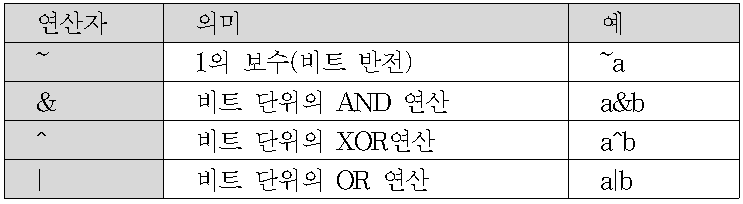 연산자 의미 예
~ 1의 보수(비트 반전) ~a
& 비트 단위의 AND 연산 a&b
^ 비트 단위의 XOR연산 a^b
| 비트 단위의 OR 연산 a|b